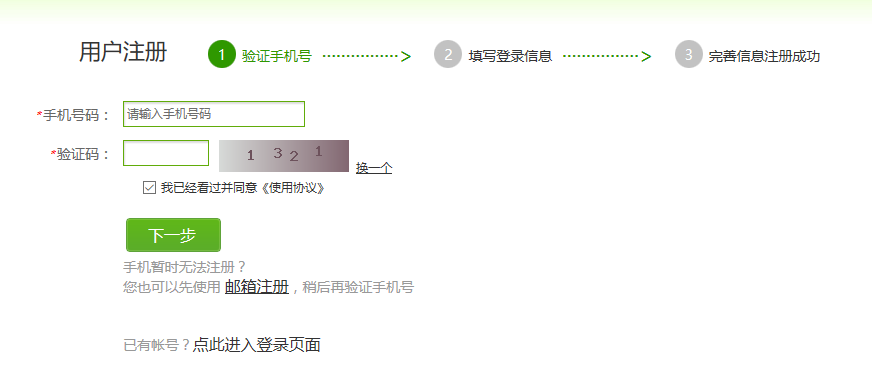 用户注册 1 验证手机号 2 填写登录信息 3 完善信息注册成功
*手机号码： 请输入手机号码
*验证码： 1 3 2 1 换一个
我已经看过并同意《使用协议》
下一步
手机暂时无法注册？
您也可以先使用 邮箱注册，稍后再验证手机号
已有帐号？点此进入登录页面